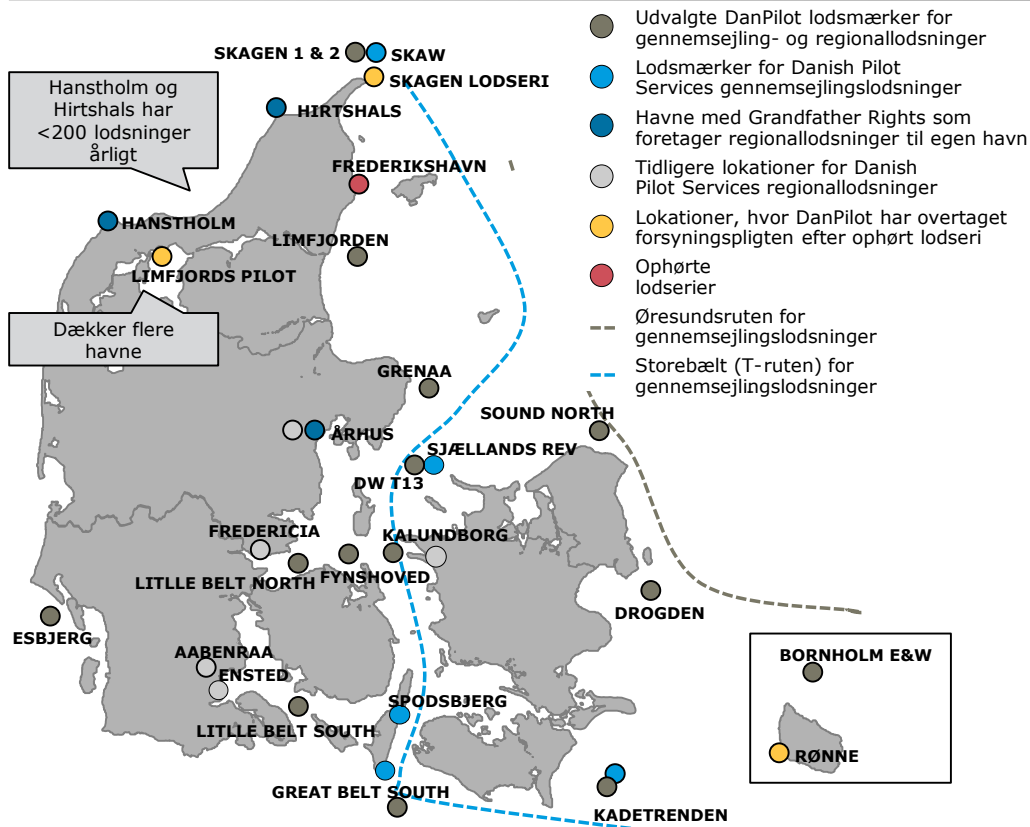 Udvalgte DanPilot lodsmærker for
gennemsejling- og regionallodsninger
Lodsmærker for Danish Pilot
Services gennemsejlingslodsninger
Havne med Grandfather Rights som
foretager regionallodsninger til egen havn
Tidligere lokationer for Danish
Pilot Services regionallodsninger
Lokationer, hvor DanPilot har overtaget
forsyningspligten efter ophørt lodseri
Ophørte
lodserier
Øresundsruten for
gennemsejlingslodsninger
Storebælt (T-ruten) for
gennemsejlingslodsninger
SKAGEN 1 & 2
SKAW
SKAGEN LODSERI
Hanstholm og
Hirtshals har
<200 lodsninger
årligt
HIRTSHALS
FREDERIKSHAVN
HANSTHOLM
LIMFJORDEN
LIMFJORDS PILOT
Dækker flere
havne
GRENAA
SOUND NORTH
ÅRHUS
SJÆLLANDS REV
DW T13
FREDERICIA
KALUNDBORG
LITLLE BELT NORTH
FYNSHOVED
DROGDEN
ESBJERG
AABENRAA
ENSTED
BORNHOLM E&W
SPODSBJERG
LITLLE BELT SOUTH
RØNNE
GREAT BELT SOUTH
KADETRENDEN